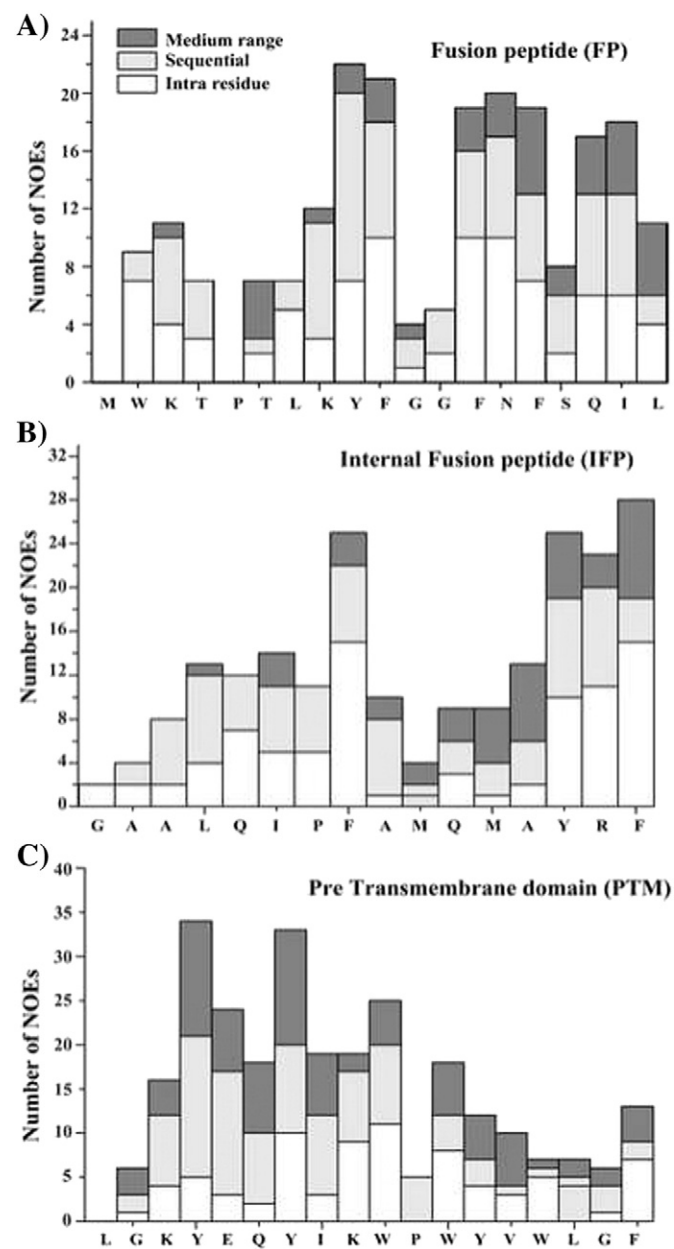 A)
Fusion peptide (FP)
Medium range
Sequential
Intra residue
Number of NOEs
24
20
16
12
8
4
0
M W K T P T L K Y F G G F N F S Q I L
B)
Internal Fusion peptide (IFP)
Number of NOEs
32
28
24
20
16
12
8
4
0
G A A L Q I P F A M Q M A Y R F
C)
Pre Transmembrane domain (PTM)
Number of NOEs
40
35
30
25
20
15
10
5
0
L G K Y E Q Y I K W P W Y V W L G F